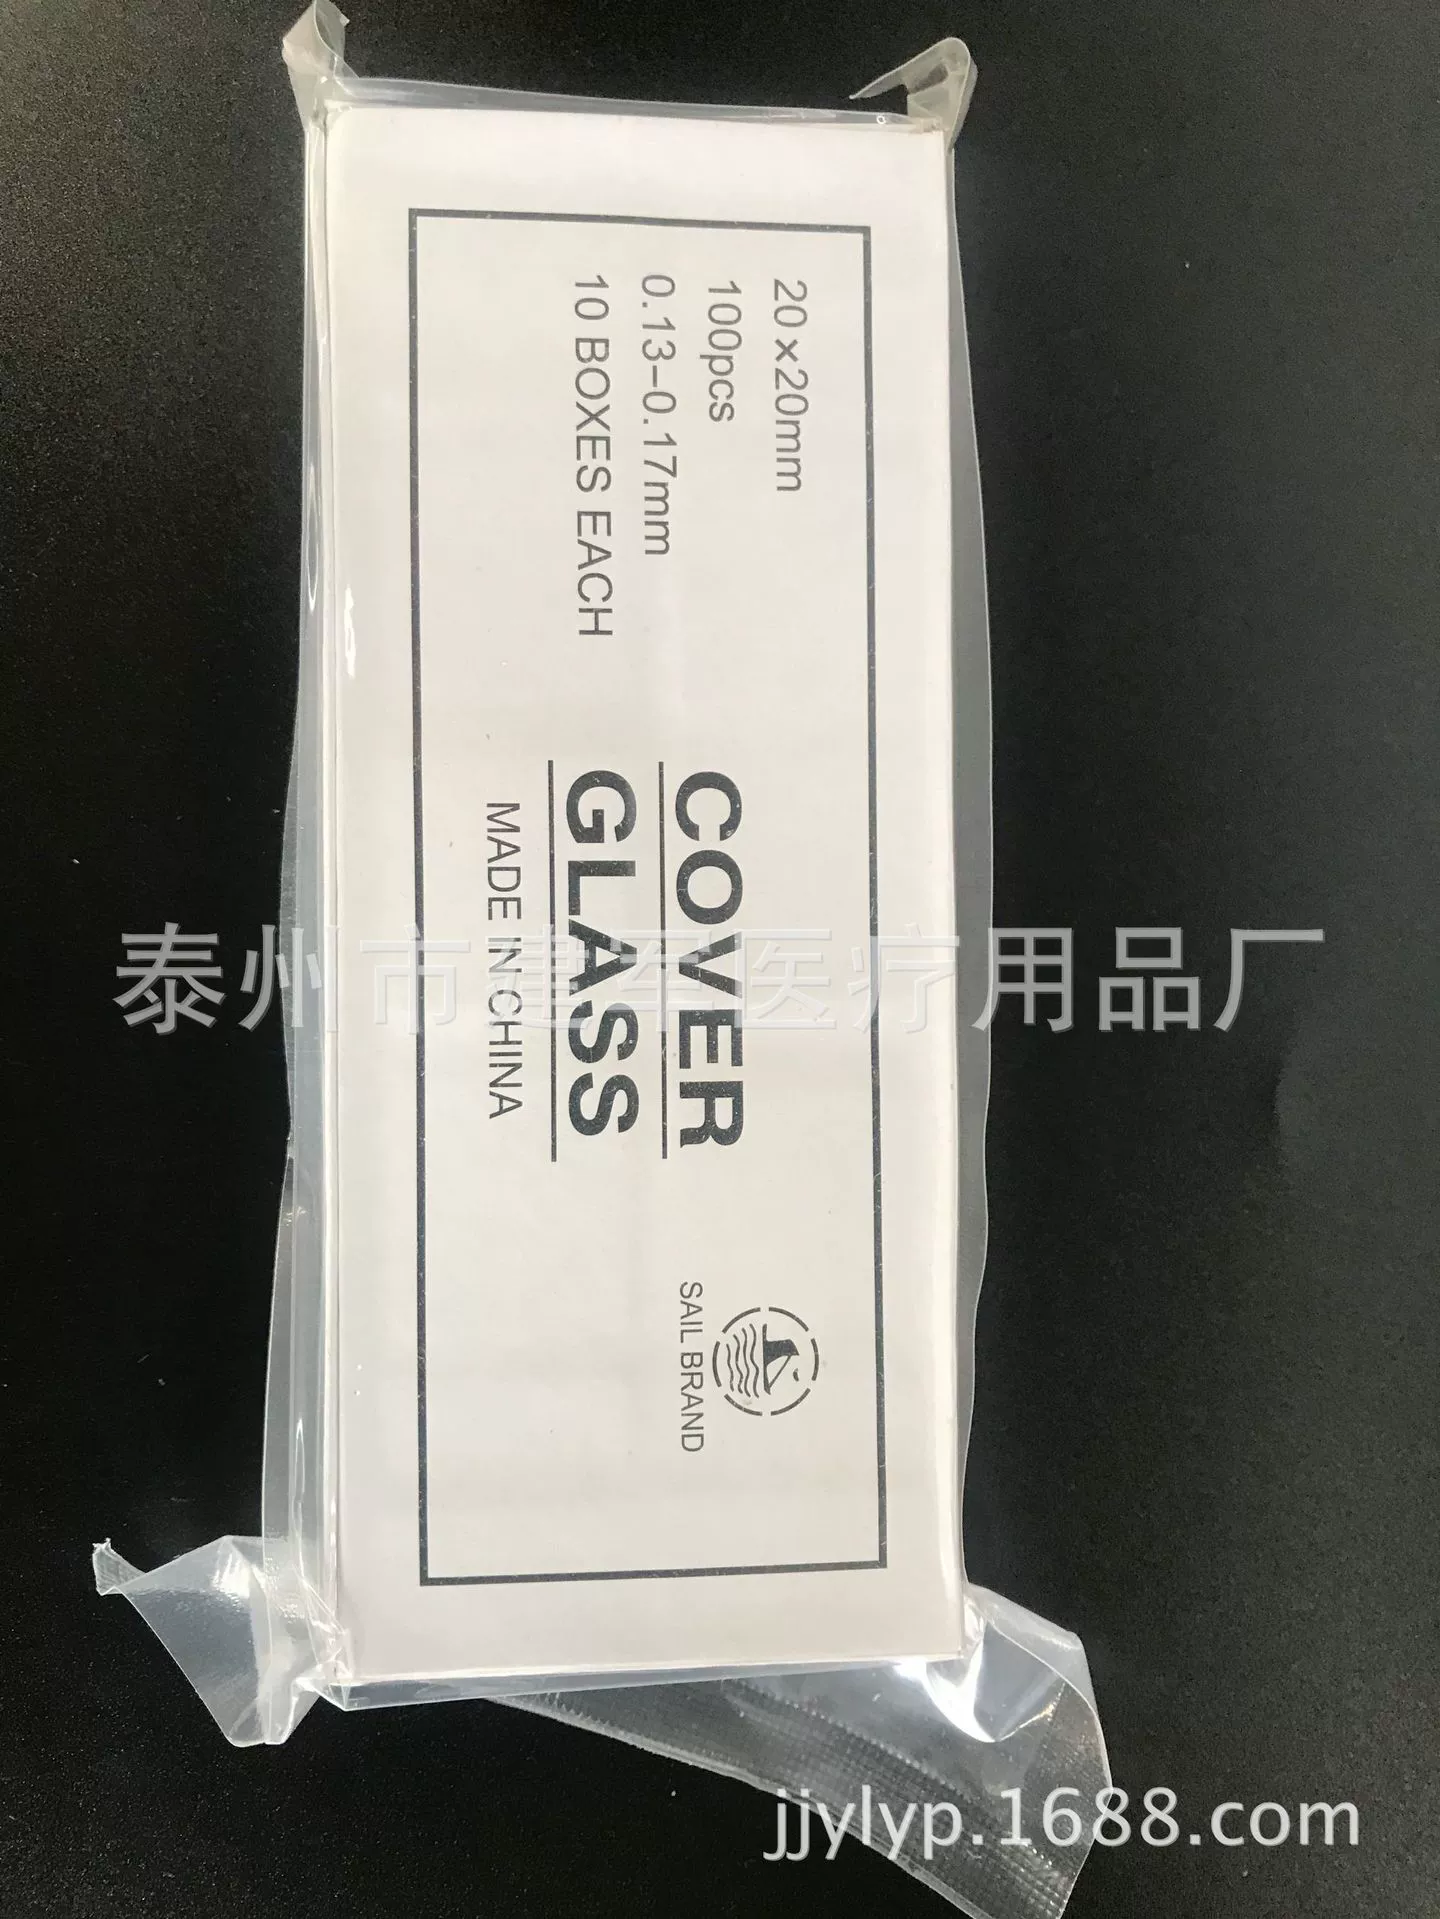 20×20mm
100pcs
0.13-0.17mm
10 BOXES EACH
COVER
GLASS
MADE IN CHINA
SAIL BRAND
泰州市建军医疗用品厂
jjylyp.1688.com